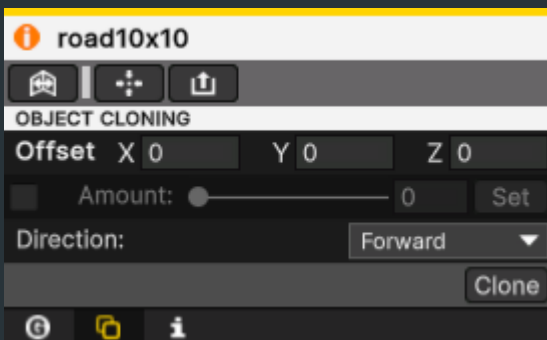 road10x10
OBJECT CLONING
Offset X 0 Y 0 Z 0
Amount: 0 Set
Direction: Forward
Clone
G i